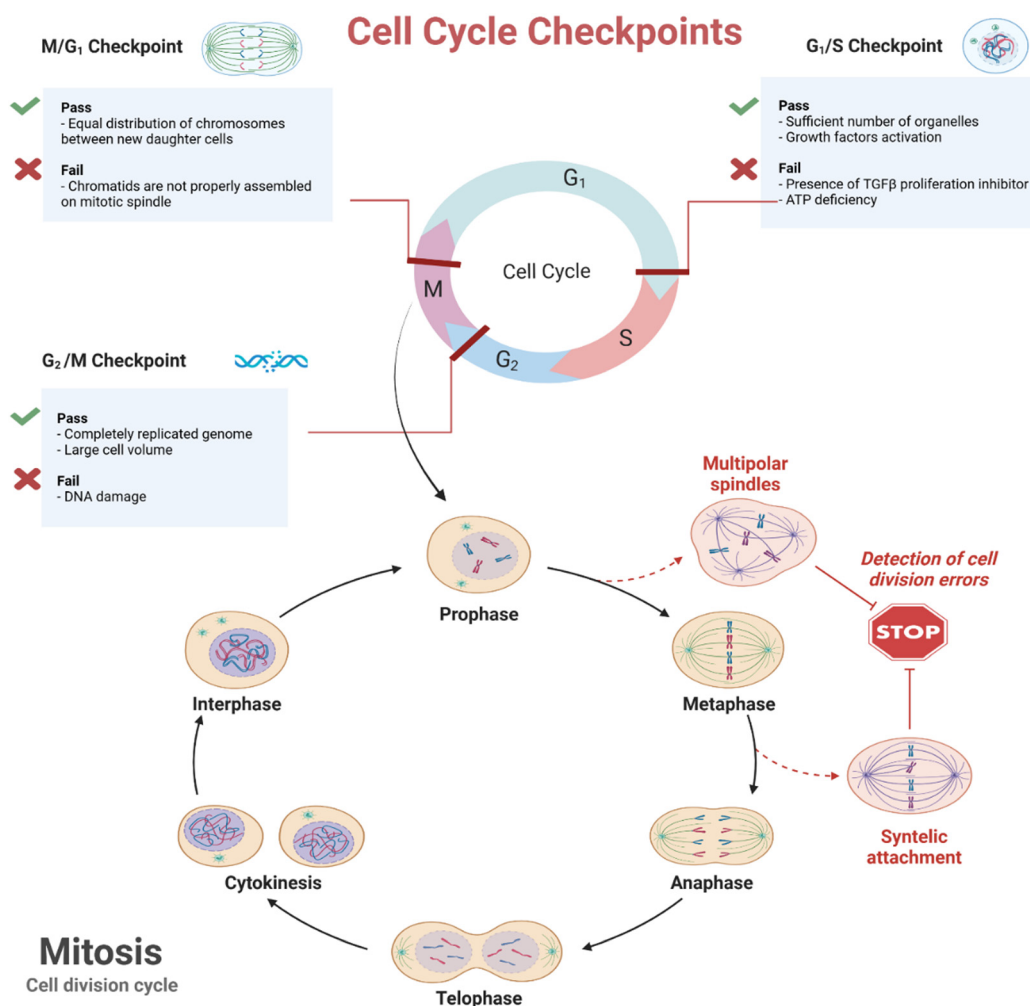 Cell Cycle Checkpoints
M/G₁ Checkpoint
Pass
- Equal distribution of chromosomes
between new daughter cells
Fail
- Chromatids are not properly assembled
on mitotic spindle
G₁/S Checkpoint
Pass
- Sufficient number of organelles
- Growth factors activation
Fail
- Presence of TGFβ proliferation inhibitor
- ATP deficiency
G₁
Cell Cycle
M
S
G₂
G₂/M Checkpoint
Pass
- Completely replicated genome
- Large cell volume
Fail
- DNA damage
Multipolar
spindles
Detection of cell
division errors
STOP
Prophase
Interphase
Metaphase
Syntelic
attachment
Cytokinesis
Anaphase
Mitosis
Cell division cycle
Telophase